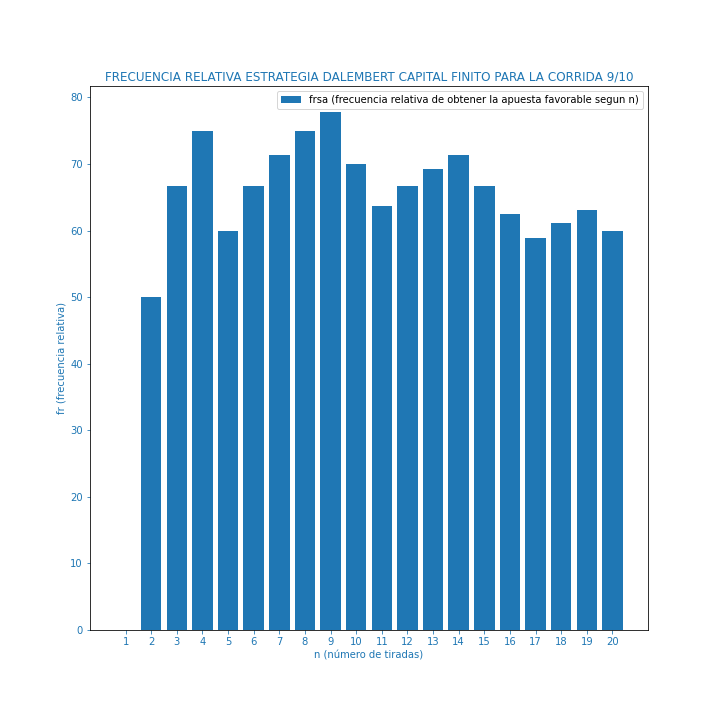 FRECUENCIA RELATIVA ESTRATEGIA DALEMBERT CAPITAL FINITO PARA LA CORRIDA 9/10
frsa (frecuencia relativa de obtener la apuesta favorable segun n)
fr (frecuencia relativa)
80
70
60
50
40
30
20
10
0
1 2 3 4 5 6 7 8 9 10 11 12 13 14 15 16 17 18 19 20
n (número de tiradas)